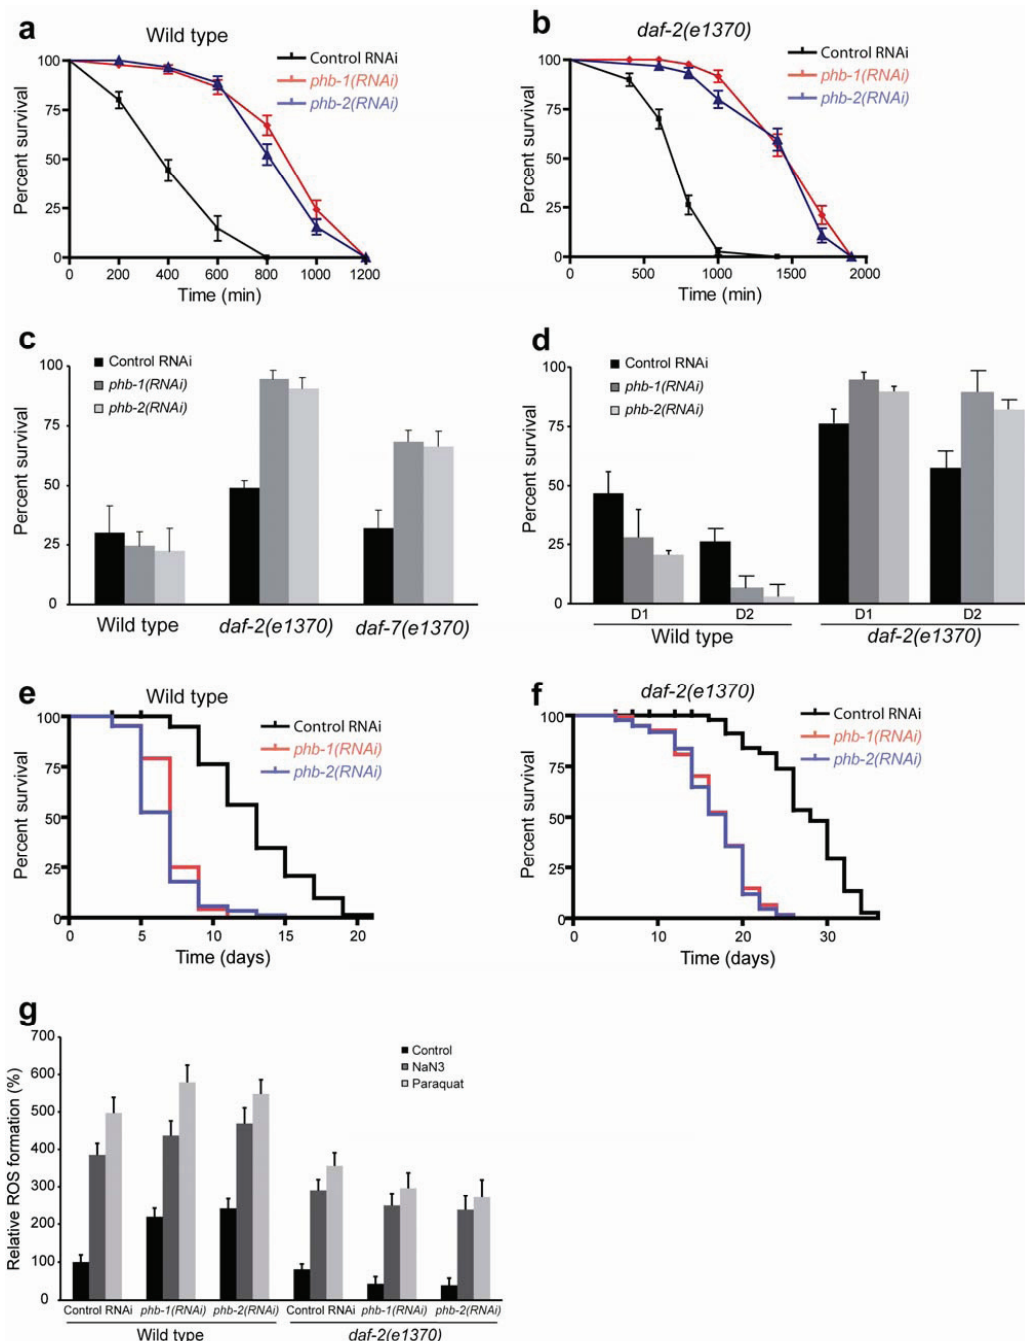 a
Wild type
Control RNAi
phb-1(RNAi)
phb-2(RNAi)
Percent survival
100
75
50
25
0
0 200 400 600 800 1000 1200
Time (min)
b
daf-2(e1370)
Control RNAi
phb-1(RNAi)
phb-2(RNAi)
Percent survival
100
75
50
25
0
0 500 1000 1500 2000
Time (min)
c
Control RNAi
phb-1(RNAi)
phb-2(RNAi)
Percent survival
100
75
50
25
0
Wild type daf-2(e1370) daf-7(e1370)
d
Control RNAi
phb-1(RNAi)
phb-2(RNAi)
Percent survival
100
75
50
25
0
D1 D2 D1 D2
Wild type daf-2(e1370)
e
Wild type
Control RNAi
phb-1(RNAi)
phb-2(RNAi)
Percent survival
100
75
50
25
0
0 5 10 15 20
Time (days)
f
daf-2(e1370)
Control RNAi
phb-1(RNAi)
phb-2(RNAi)
Percent survival
100
75
50
25
0
0 10 20 30
Time (days)
g
Control
NaN3
Paraquat
Relative ROS formation (%)
700
600
500
400
300
200
100
0
Control RNAi phb-1(RNAi) phb-2(RNAi) Control RNAi phb-1(RNAi) phb-2(RNAi)
Wild type daf-2(e1370)